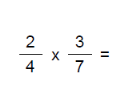 2/4 x 3/7 =